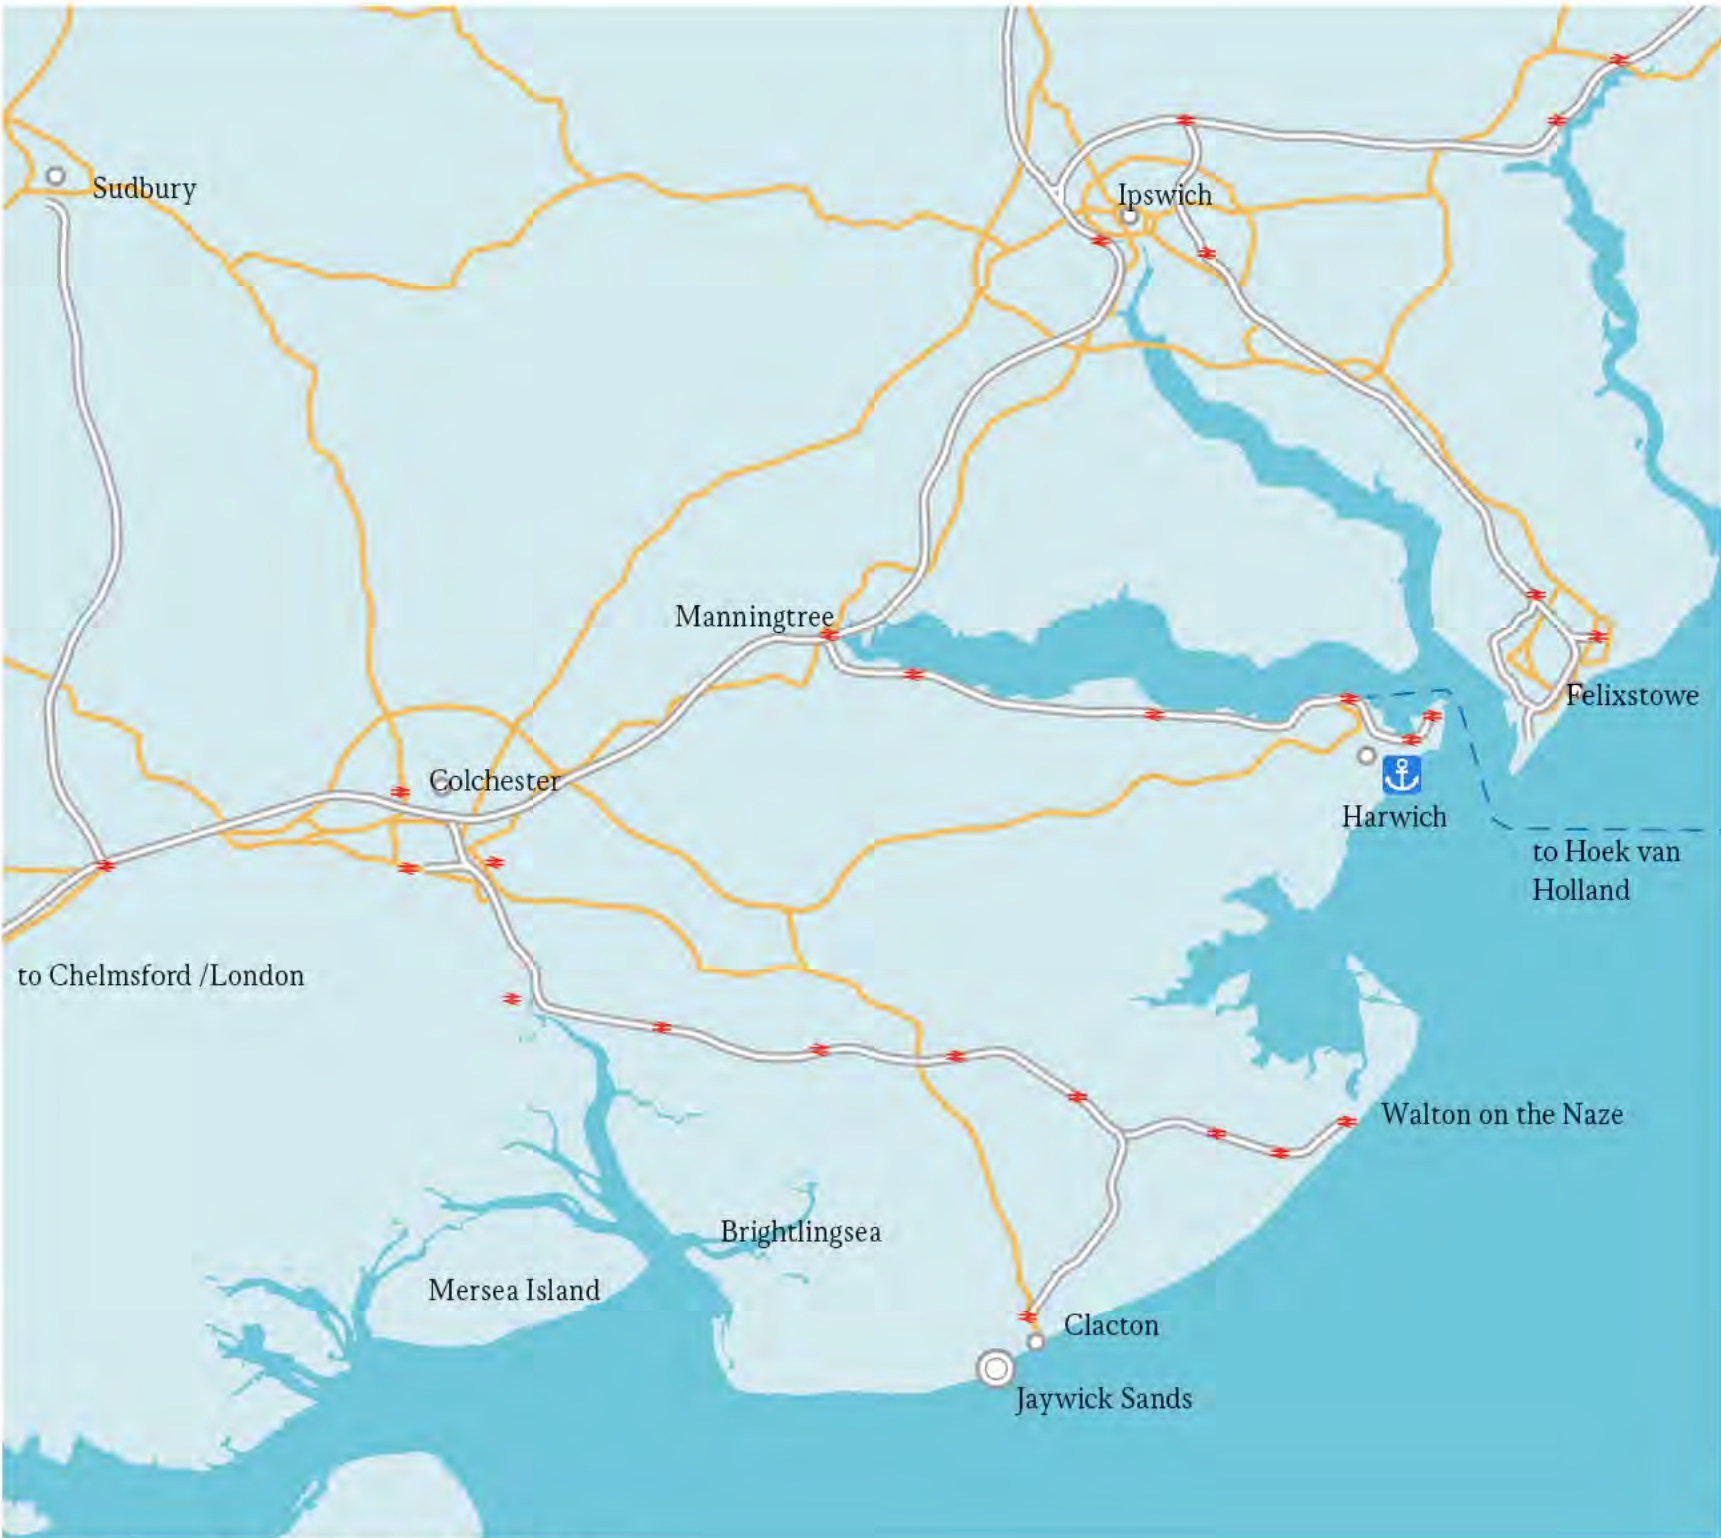 Sudbury
Ipswich
Manningtree
Felixstowe
Colchester
Harwich
to Hoek van
Holland
to Chelmsford /London
Walton on the Naze
Brightlingsea
Mersea Island
Clacton
Jaywick Sands